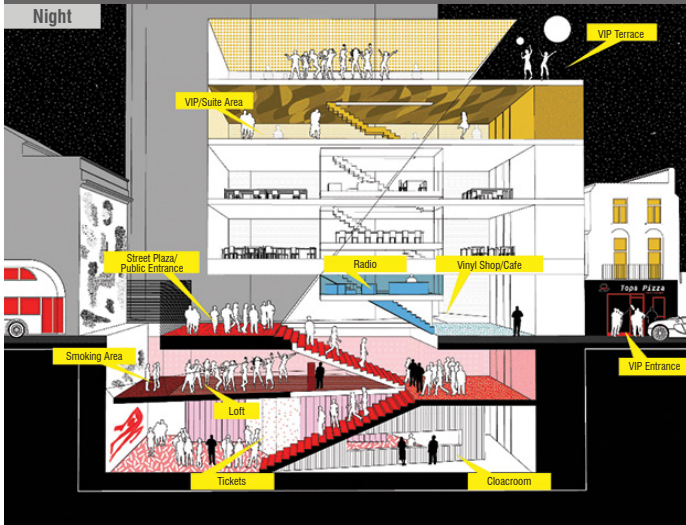 Night
VIP Terrace
VIP/Suite Area
Street Plaza/
Public Entrance
Radio
Vinyl Shop/Cafe
Tops Pizza
Smoking Area
VIP Entrance
Loft
Tickets
Cloacroom